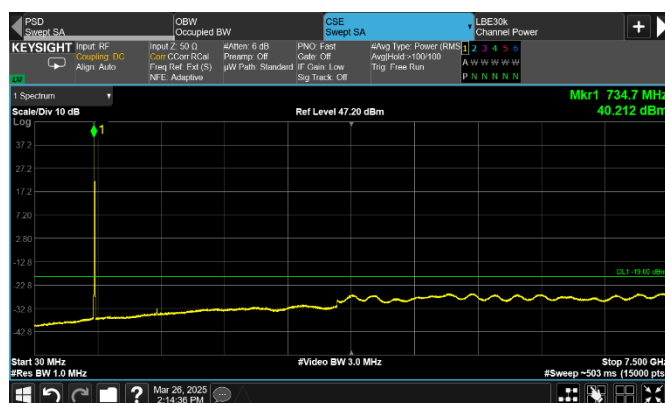 PSD
Swept SA
OBW
Occupied BW
CSE
Swept SA
LBE30k
Channel Power
KEYSIGHT
Input: RF
Coupling: DC
Align: Auto
Input Z: 50 Ω
Corr CCorr RCal
Freq Ref: Ext (S)
NFE: Adaptive
#Atten: 6 dB
Preamp: Off
µW Path: Standard
PNO: Fast
Gate: Off
IF Gain: Low
Sig Track: Off
#Avg Type: Power (RMS
Avg|Hold >100/100
Trig: Free Run
1 2 3 4 5 6
A W W W W W
P N N N N N
1 Spectrum
Scale/Div 10 dB
Ref Level 47.20 dBm
Mkr1 734.7 MHz
40.212 dBm
Log
1
37.2
27.2
17.2
7.20
-2.80
-12.8
DL1 -19.00 dBm
-22.8
-32.8
-42.8
Start 30 MHz
#Video BW 3.0 MHz
Stop 7.500 GHz
#Res BW 1.0 MHz
#Sweep ~503 ms (15000 pts
?
Mar 26, 2025
2:14:36 PM